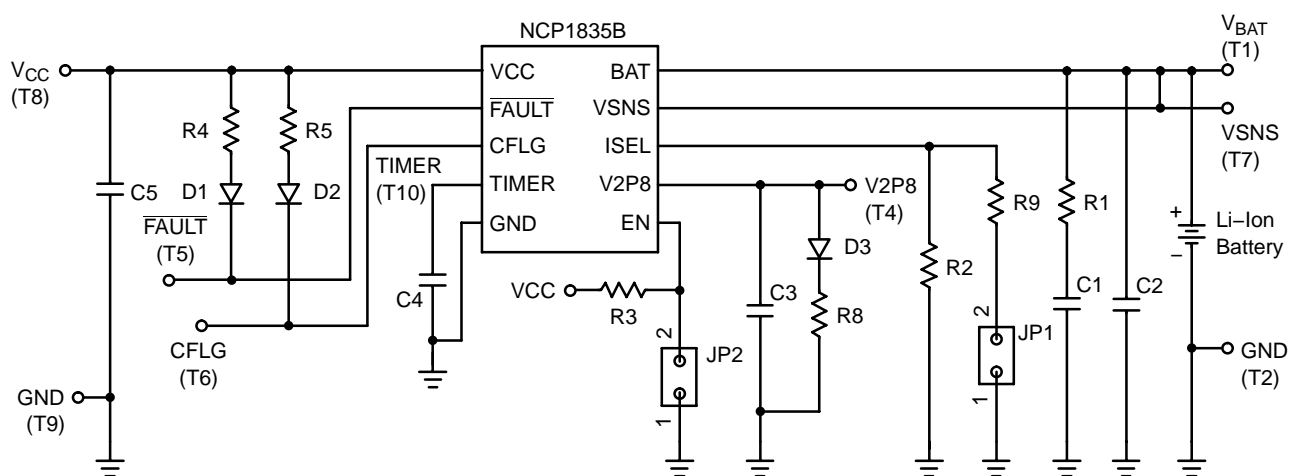 NCP1835B
V_BAT
(T1)
V_CC
(T8)
VCC
BAT
FAULT
VSNS
VSNS
(T7)
R4
R5
CFLG
ISEL
TIMER
(T10)
TIMER
V2P8
V2P8
(T4)
C5
D1
D2
R9
R1
FAULT
(T5)
GND
EN
+
Li–Ion
Battery
–
D3
R2
C4
VCC
R3
C3
R8
C1
C2
CFLG
(T6)
2
JP2
1
2
JP1
1
GND
(T2)
GND
(T9)